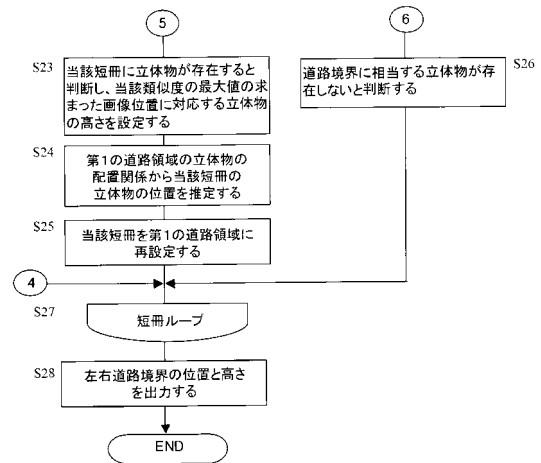 5
6
S23
当該短冊に立体物が存在すると
判断し、当該類似度の最大値の求
まった画像位置に対応する立体物
の高さを設定する
S26
道路境界に相当する立体物が存
在しないと判断する
S24
第1の道路領域の立体物の
配置関係から当該短冊の
立体物の位置を推定する
S25
当該短冊を第1の道路領域に
再設定する
4
S27
短冊ループ
S28
左右道路境界の位置と高さ
を出力する
END